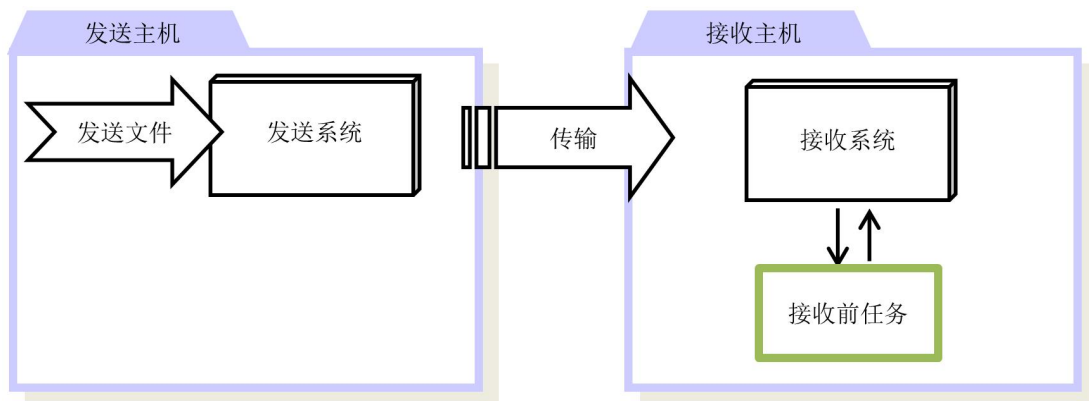 发送主机
接收主机
发送文件
发送系统
传输
接收系统
接收前任务